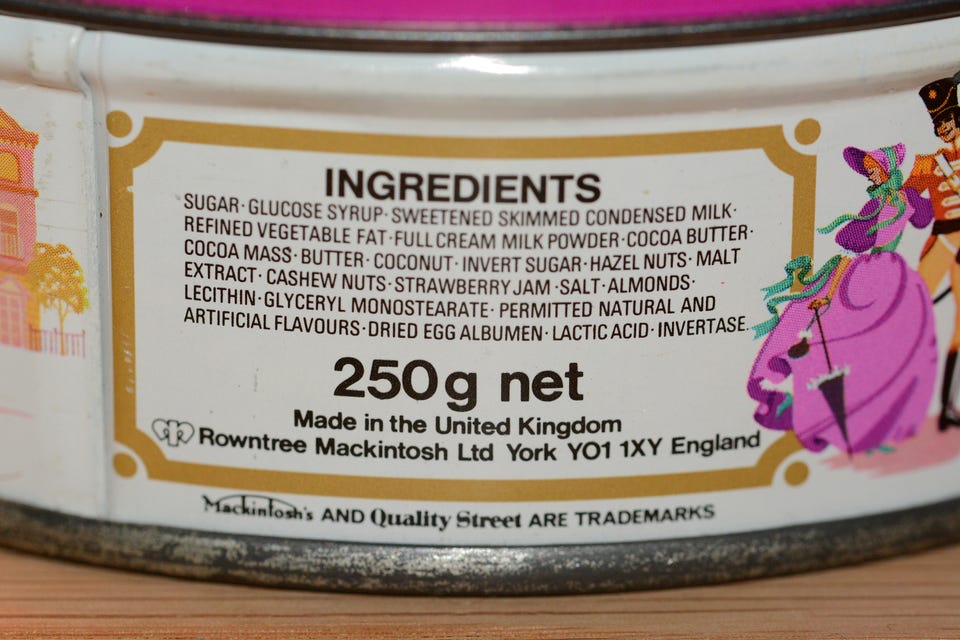 INGREDIENTS
SUGAR · GLUCOSE SYRUP · SWEETENED SKIMMED CONDENSED MILK ·
REFINED VEGETABLE FAT · FULL CREAM MILK POWDER · COCOA BUTTER ·
COCOA MASS · BUTTER · COCONUT · INVERT SUGAR · HAZEL NUTS · MALT
EXTRACT · CASHEW NUTS · STRAWBERRY JAM · SALT · ALMONDS ·
LECITHIN · GLYCERYL MONOSTEARATE · PERMITTED NATURAL AND
ARTIFICIAL FLAVOURS · DRIED EGG ALBUMEN · LACTIC ACID · INVERTASE.
250g net
Made in the United Kingdom
Rowntree Mackintosh Ltd York YO1 1XY England
Mackintosh's AND Quality Street ARE TRADEMARKS